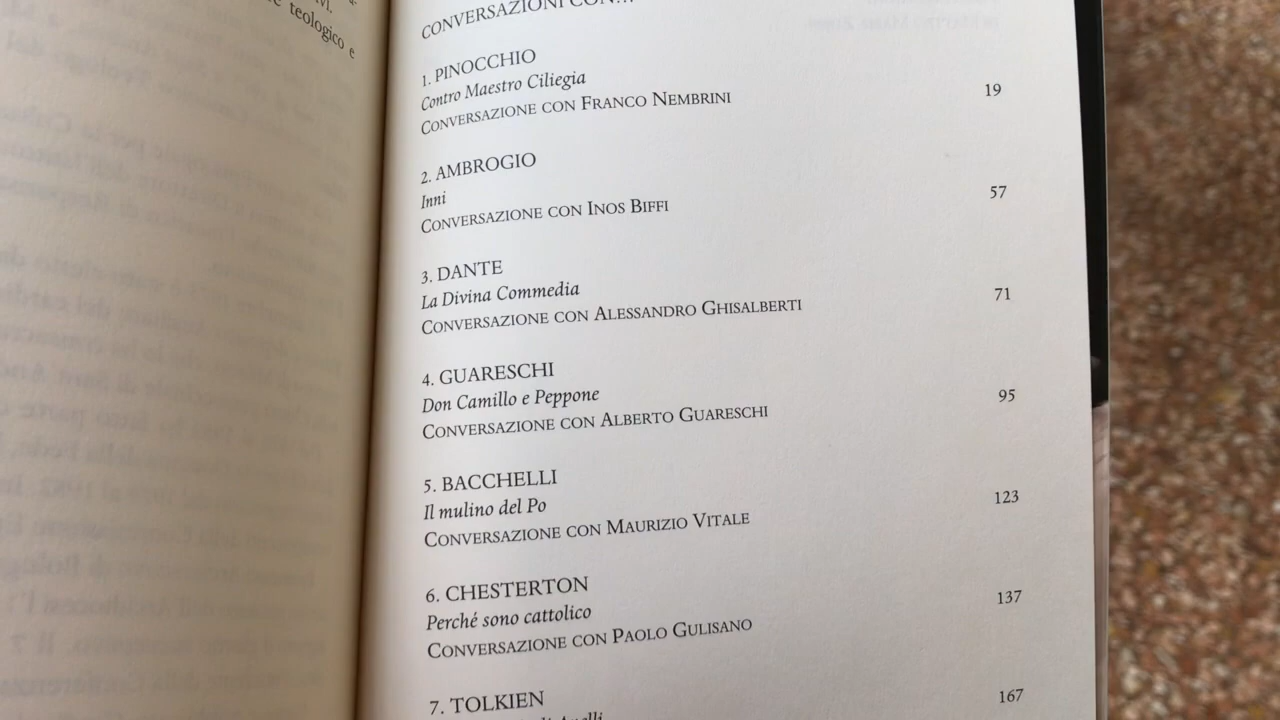 teologico e
CONVERSAZIONI CON...
1. PINOCCHIO
Contro Maestro Ciliegia
CONVERSAZIONE CON FRANCO NEMBRINI
19
2. AMBROGIO
Inni
CONVERSAZIONE CON INOS BIFFI
57
3. DANTE
La Divina Commedia
CONVERSAZIONE CON ALESSANDRO GHISALBERTI
71
4. GUARESCHI
Don Camillo e Peppone
CONVERSAZIONE CON ALBERTO GUARESCHI
95
5. BACCHELLI
Il mulino del Po
CONVERSAZIONE CON MAURIZIO VITALE
123
6. CHESTERTON
Perché sono cattolico
CONVERSAZIONE CON PAOLO GULISANO
137
7. TOLKIEN
167